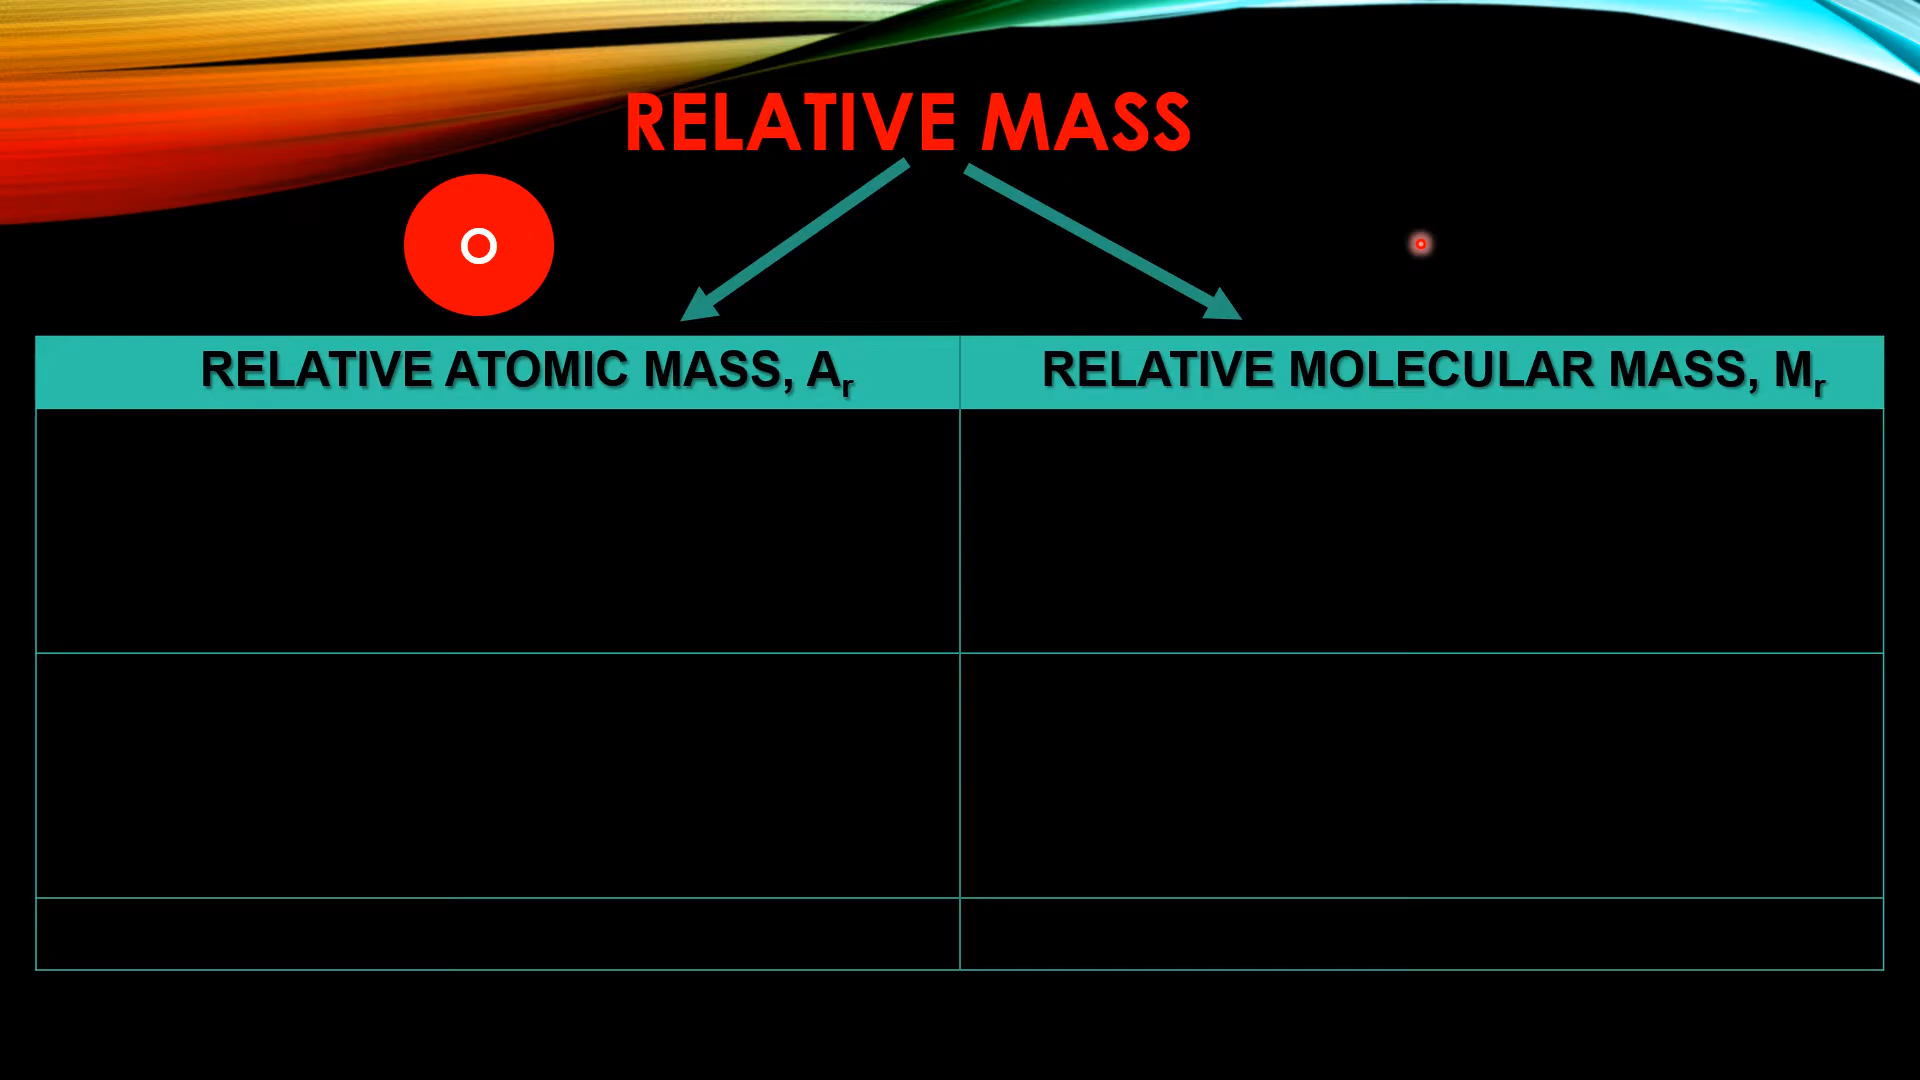 RELATIVE MASS
O
RELATIVE ATOMIC MASS, Ar
RELATIVE MOLECULAR MASS, Mr